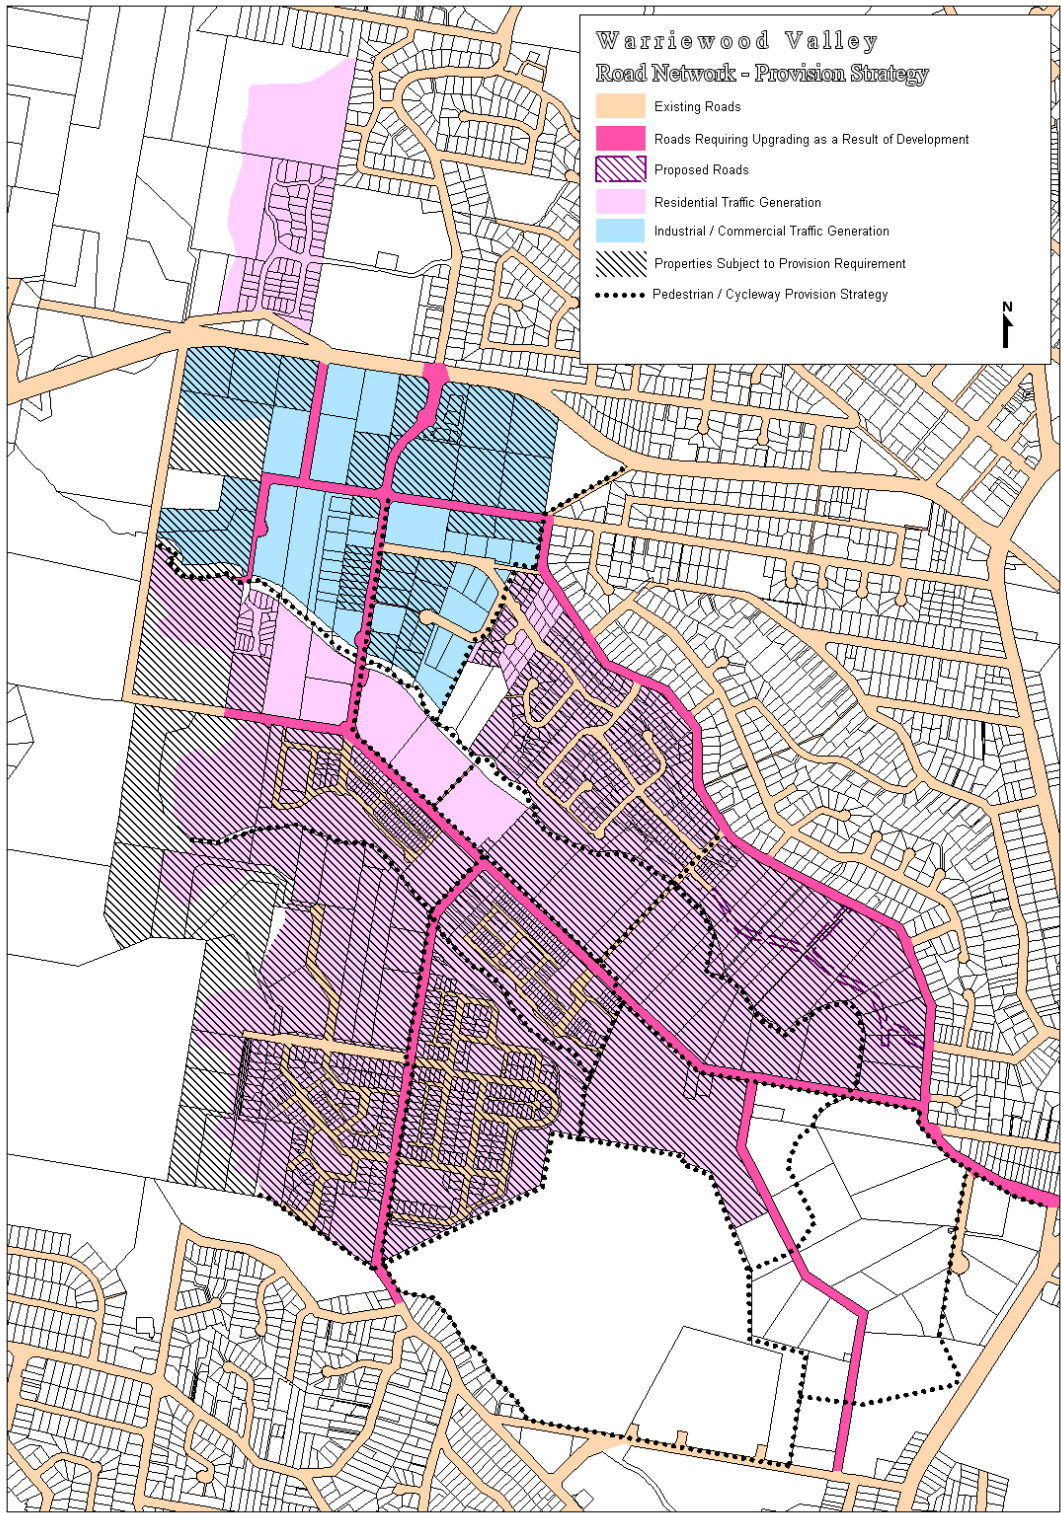 Warriewood Valley
Road Network - Provision Strategy
Existing Roads
Roads Requiring Upgrading as a Result of Development
Proposed Roads
Residential Traffic Generation
Industrial / Commercial Traffic Generation
Properties Subject to Provision Requirement
Pedestrian / Cycleway Provision Strategy
N